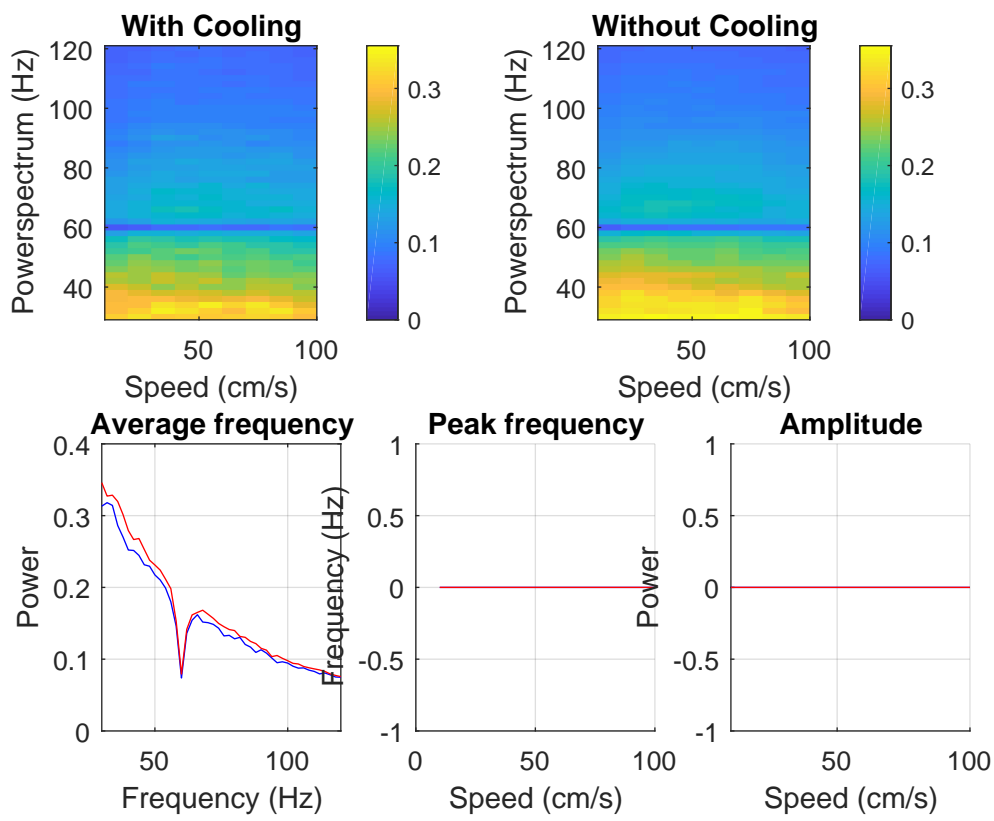 With Cooling
Powerspectrum (Hz)
120
100
80
60
40
50
100
Speed (cm/s)
0.3
0.2
0.1
0
Without Cooling
Powerspectrum (Hz)
120
100
80
60
40
50
100
Speed (cm/s)
0.3
0.2
0.1
0
Average frequency
Power
0.4
0.3
0.2
0.1
0
50
100
Frequency (Hz)
Peak frequency
Frequency (Hz)
1
0.5
0
-0.5
-1
0
50
100
Speed (cm/s)
Amplitude
Power
1
0.5
0
-0.5
-1
50
100
Speed (cm/s)